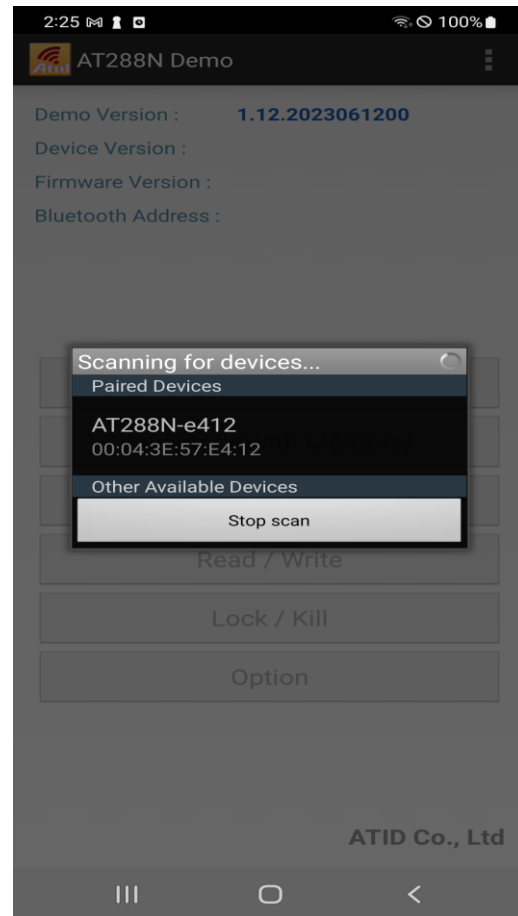 2:25
100%
Atid
AT288N Demo
Demo Version : 1.12.2023061200
Device Version :
Firmware Version :
Bluetooth Address :
Scanning for devices...
Paired Devices
AT288N-e412
00:04:3E:57:E4:12
Memory)
Other Available Devices
Stop scan
Read / Write
Lock / Kill
Option
ATID Co., Ltd